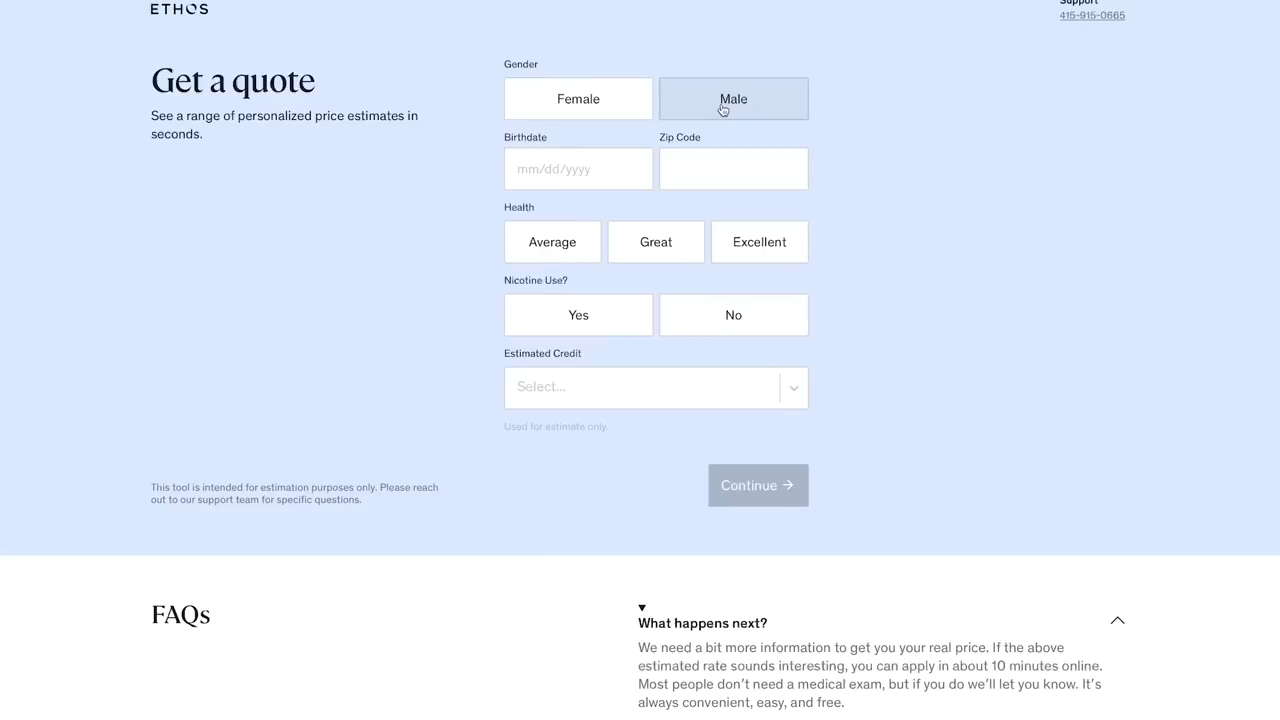 ETHOS
Support
415-915-0665
Get a quote
See a range of personalized price estimates in
seconds.
Gender
Female
Male
Birthdate
Zip Code
mm/dd/yyyy
Health
Average
Great
Excellent
Nicotine Use?
Yes
No
Estimated Credit
Select...
Used for estimate only.
This tool is intended for estimation purposes only. Please reach
out to our support team for specific questions.
Continue →
FAQs
What happens next?
We need a bit more information to get you your real price. If the above
estimated rate sounds interesting, you can apply in about 10 minutes online.
Most people don't need a medical exam, but if you do we'll let you know. It's
always convenient, easy, and free.